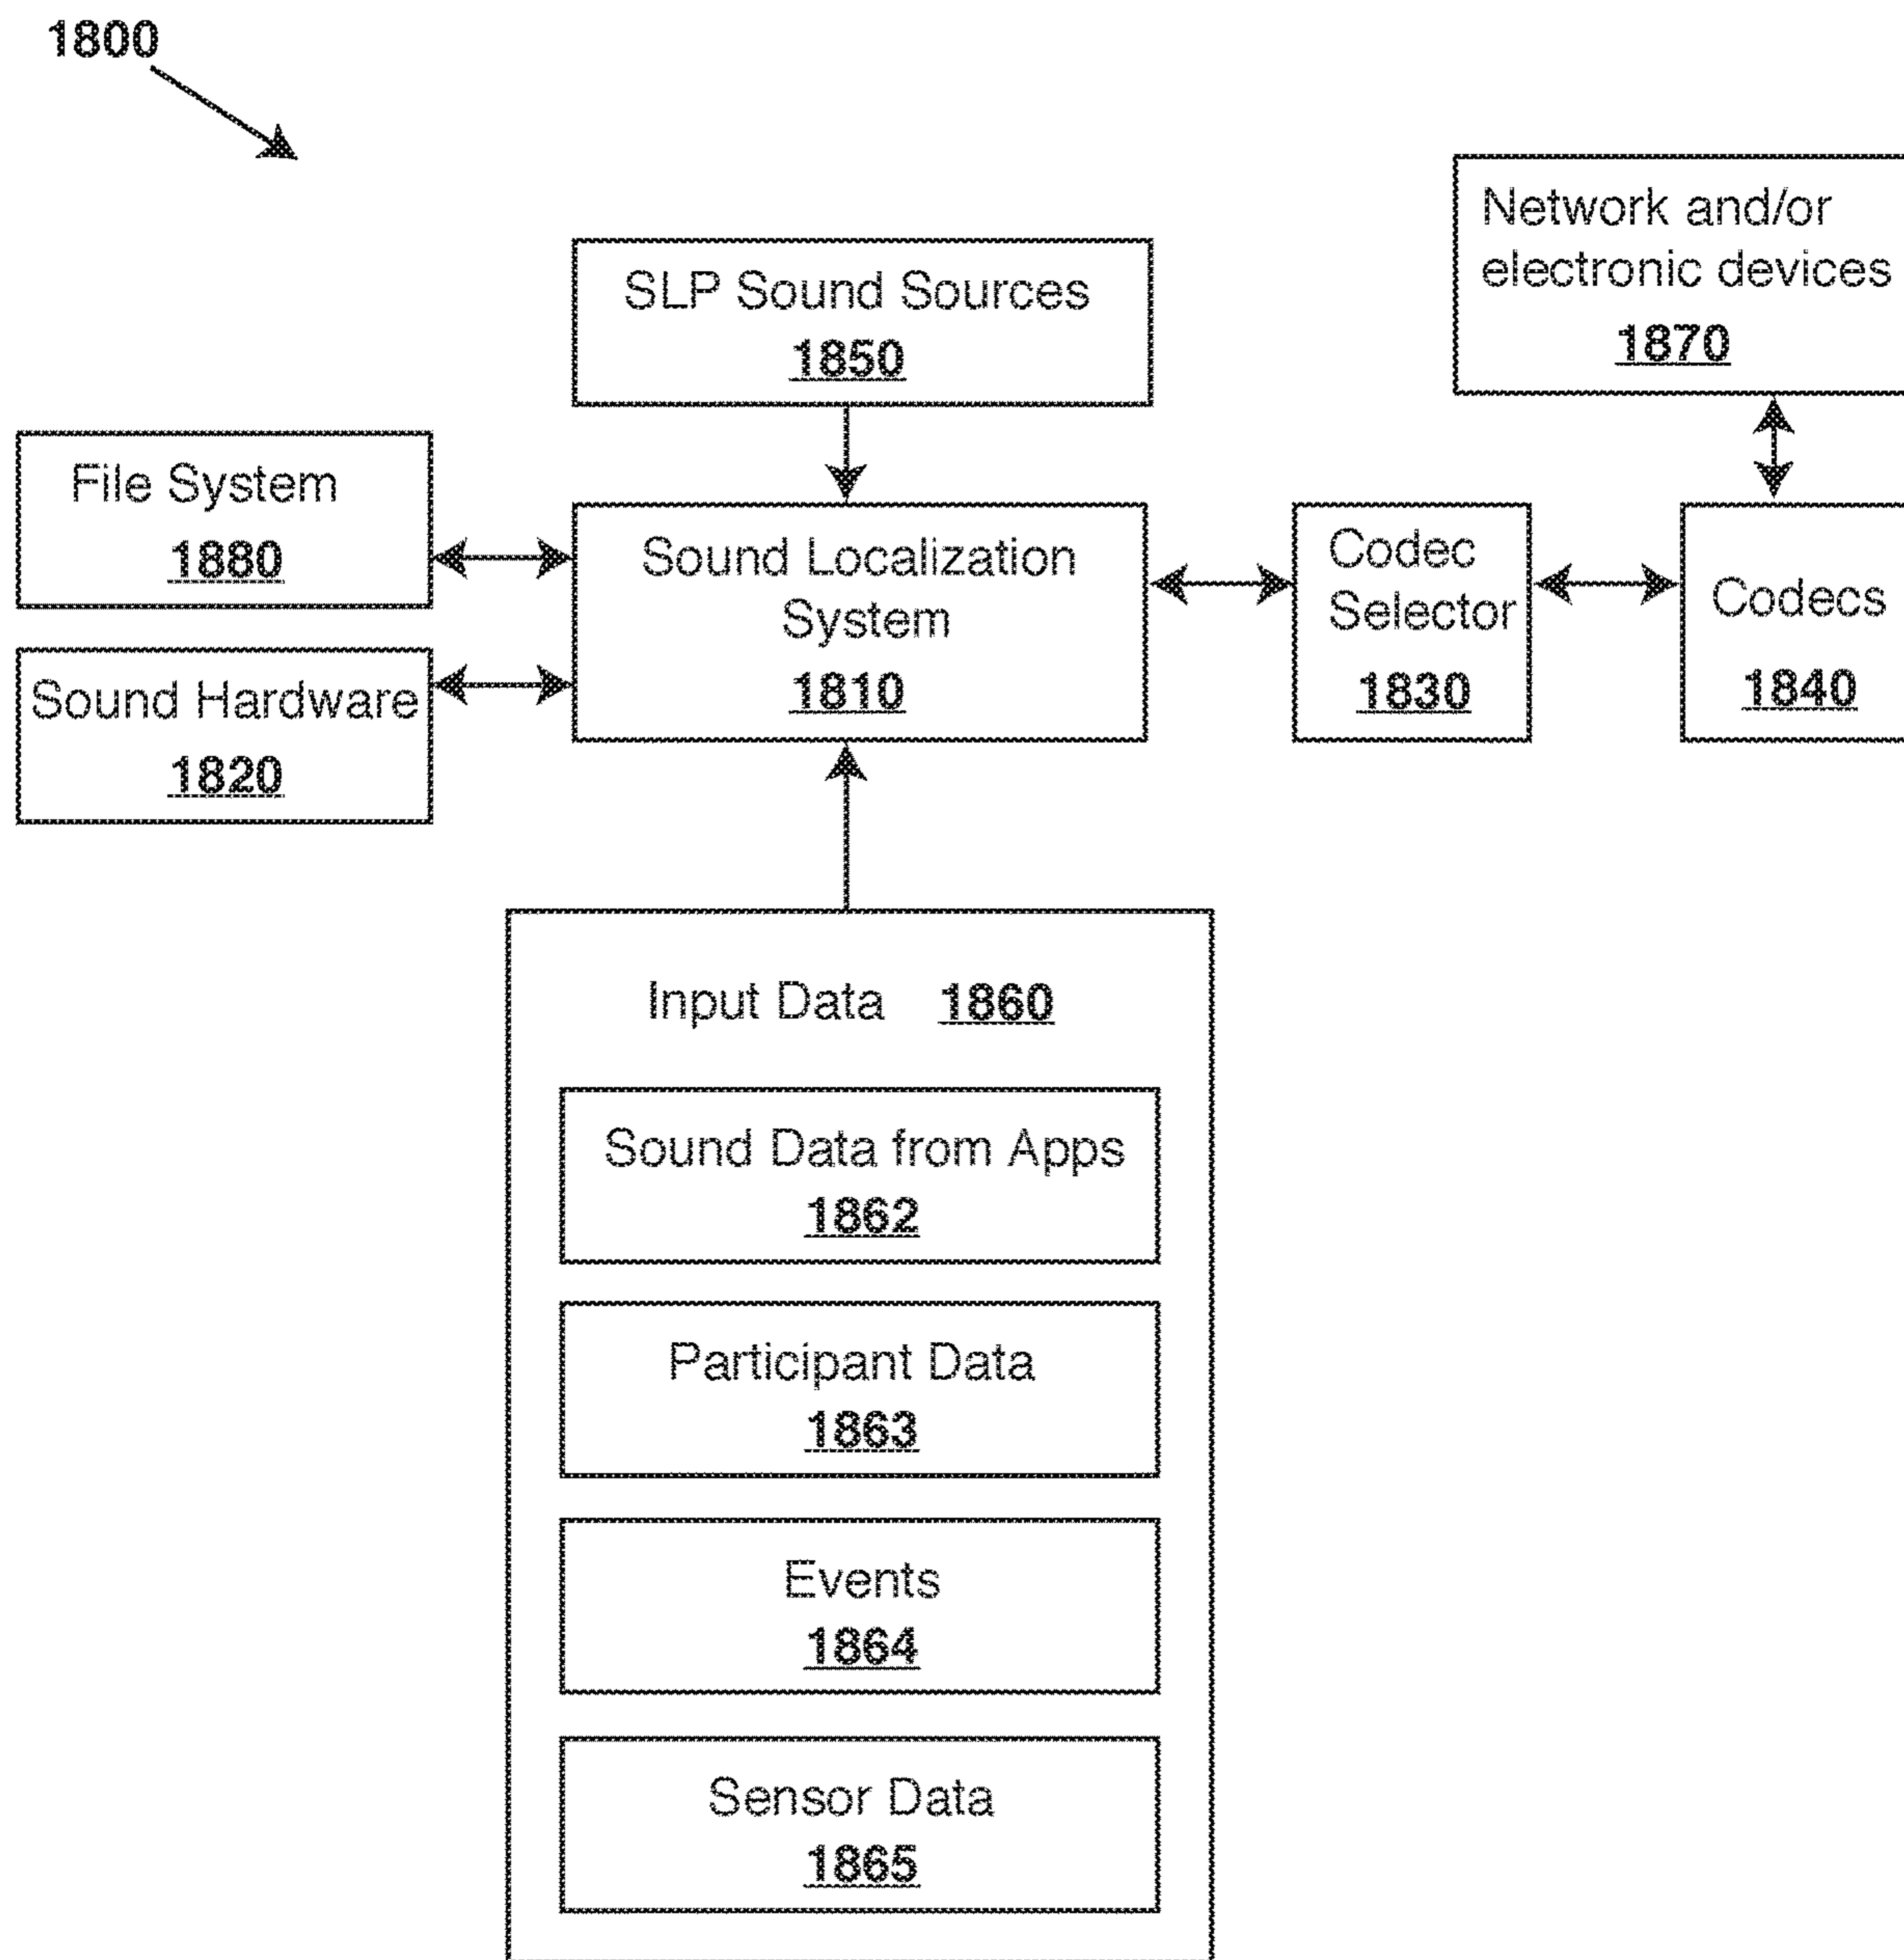 1800
Network and/or
electronic devices
1870
SLP Sound Sources
1850
File System
1880
Sound Localization
System
1810
Codec
Selector
1830
Codecs
1840
Sound Hardware
1820
Input Data 1860
Sound Data from Apps
1862
Participant Data
1863
Events
1864
Sensor Data
1865